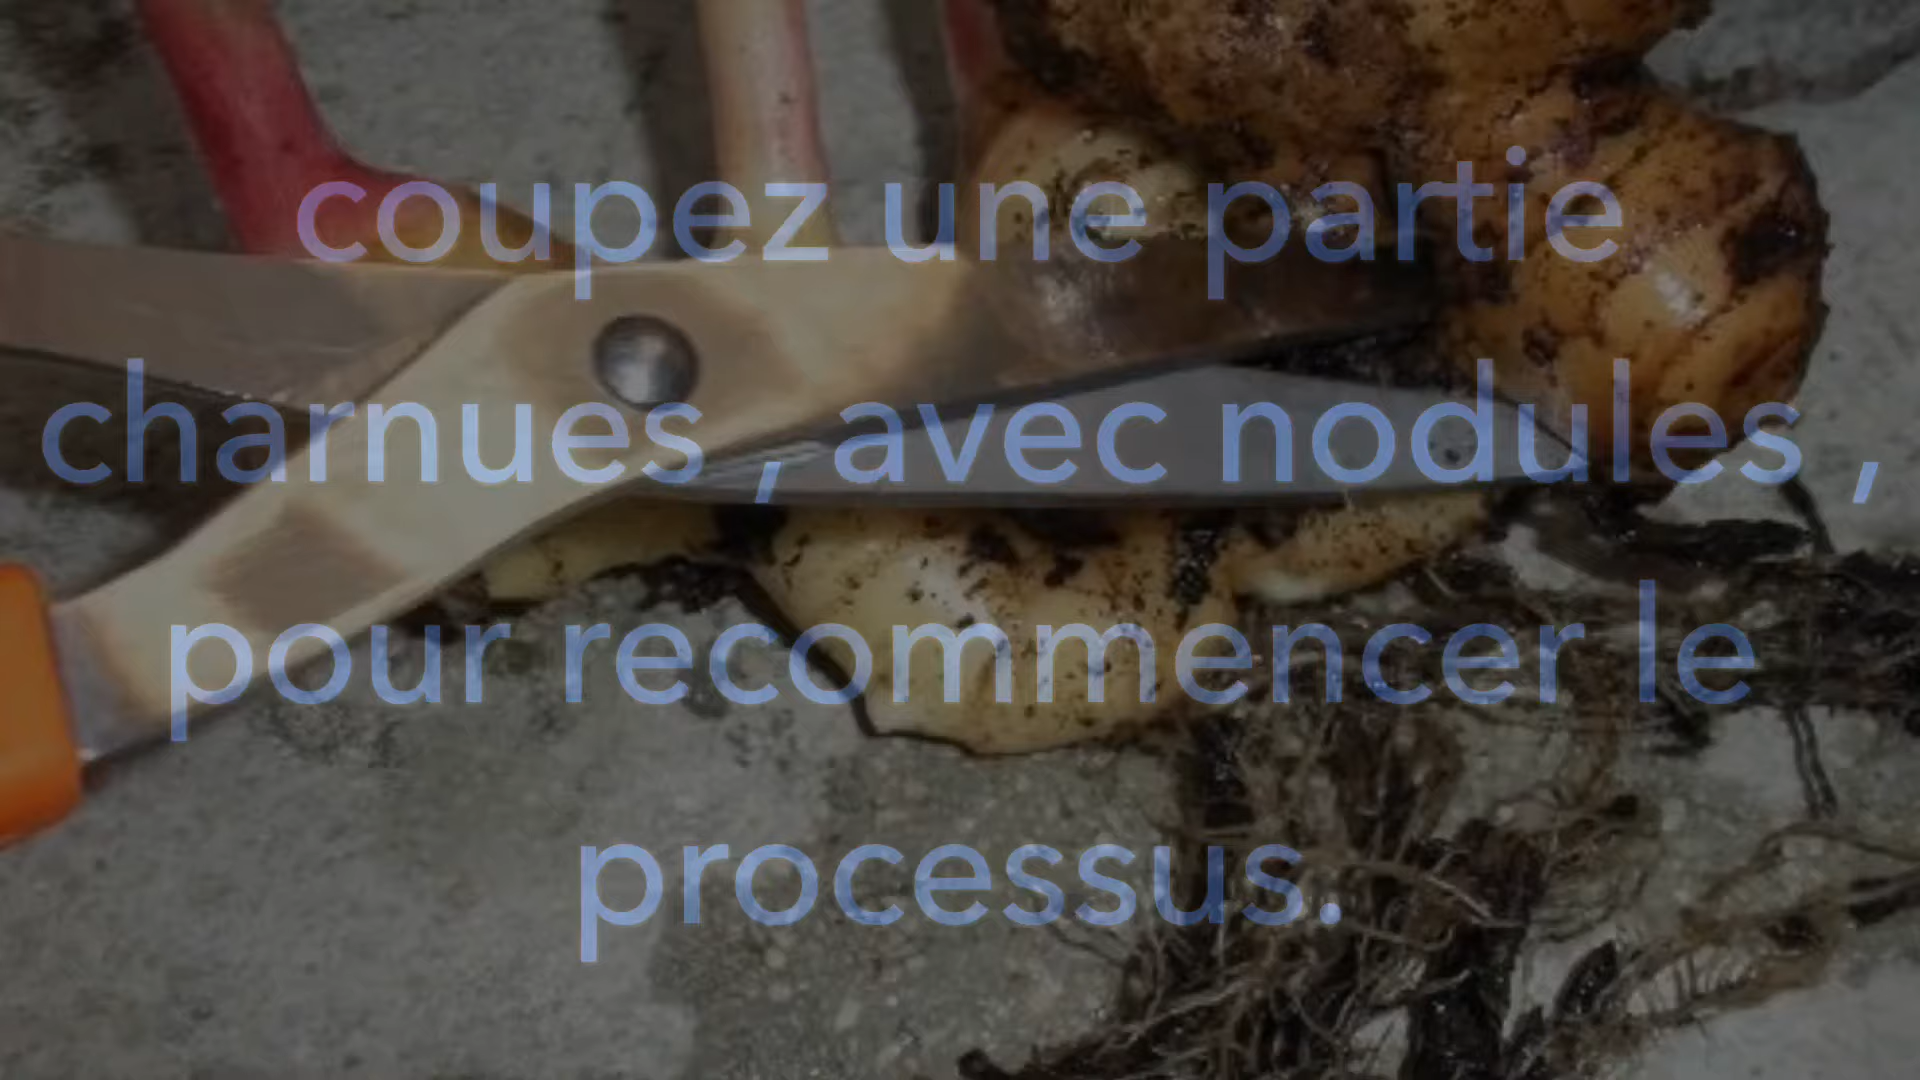 coupez une partie
charnues , avec nodules ,
pour recommencer le
processus.